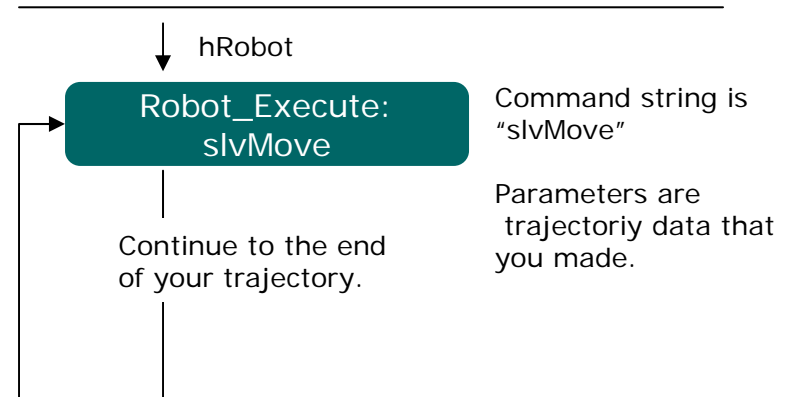 hRobot
Robot_Execute:
slvMove
Command string is
“slvMove”
Parameters are
trajectoriy data that
you made.
Continue to the end
of your trajectory.